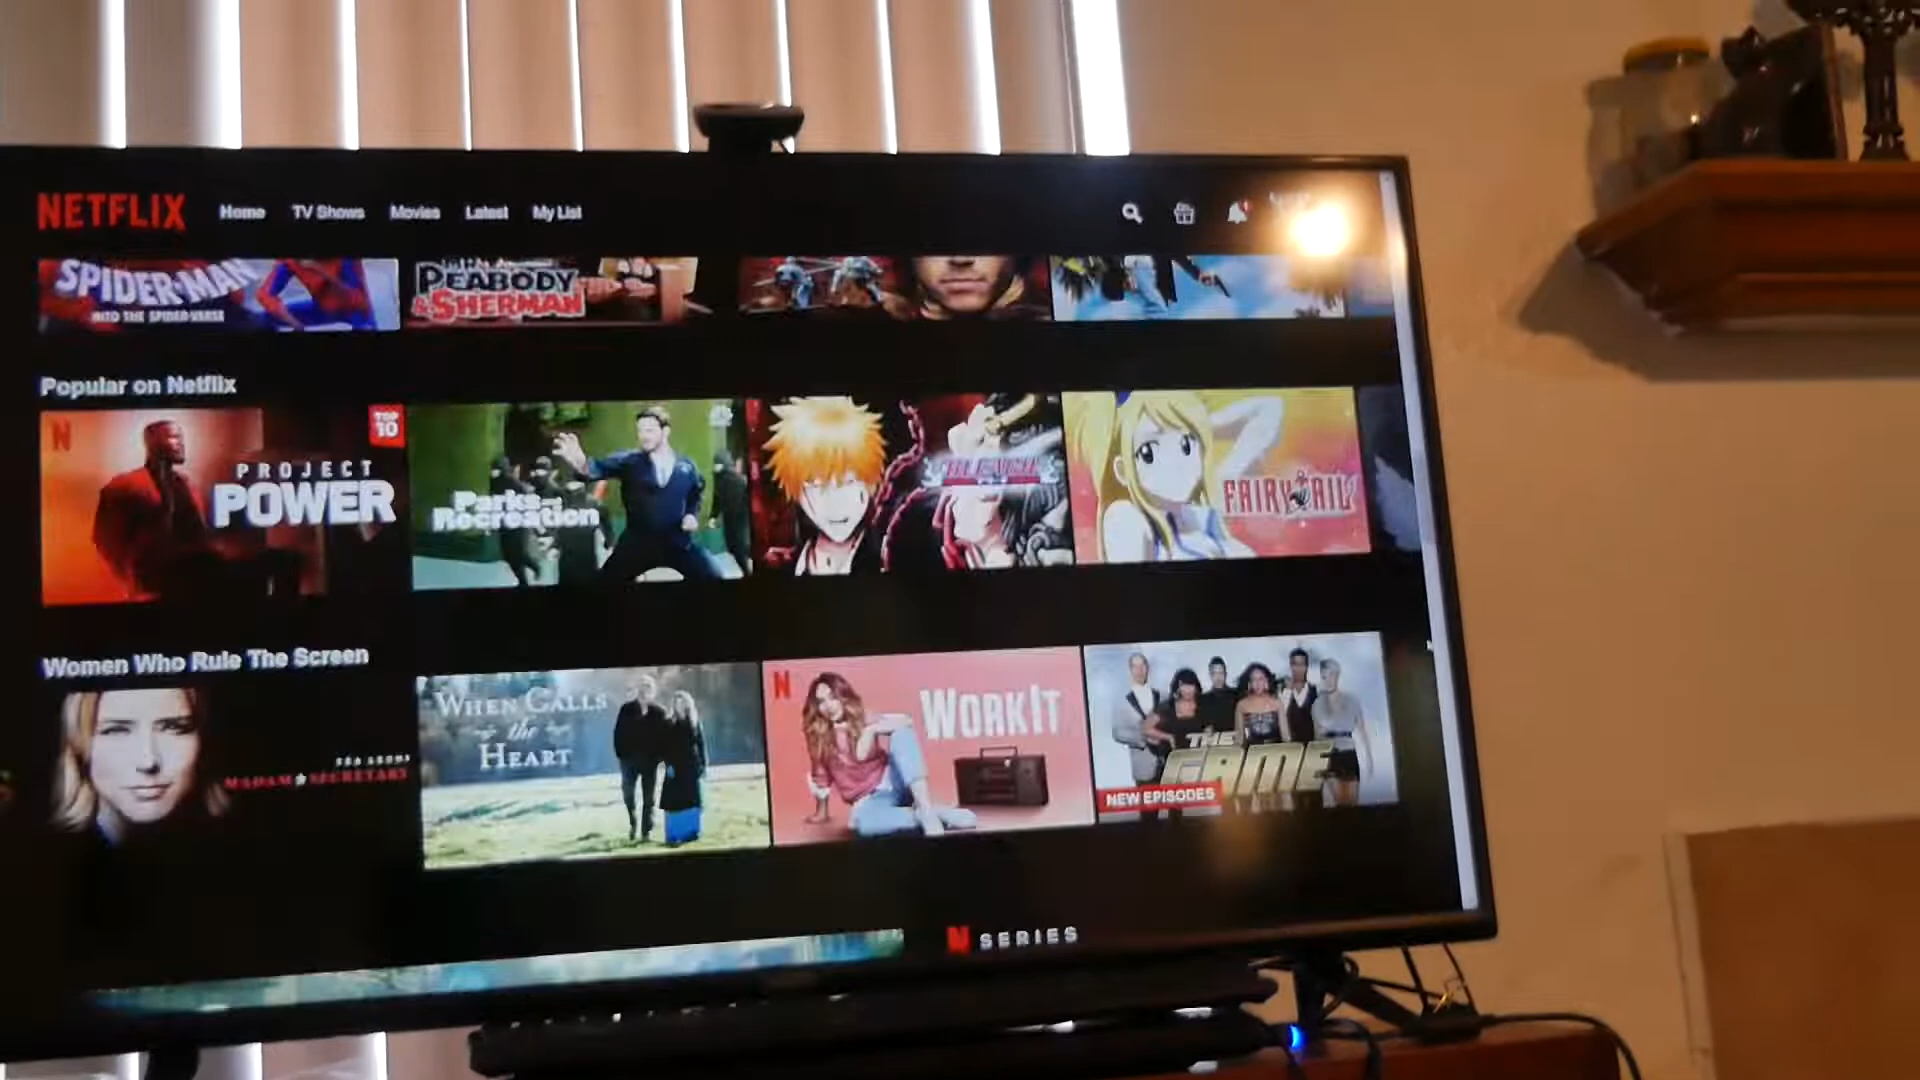 NETFLIX Home TV Shows Movies Latest My List
SPIDER-MAN
INTO THE SPIDER-VERSE
PEABODY
& SHERMAN
Popular on Netflix
N
TOP
10
PROJECT
POWER
Parks and
Recreation
BLEACH
FAIRY TAIL
Women Who Rule The Screen
MADAM SECRETARY
WHEN CALLS
the
HEART
N
WORK IT
THE
GAME
NEW EPISODES
N SERIES